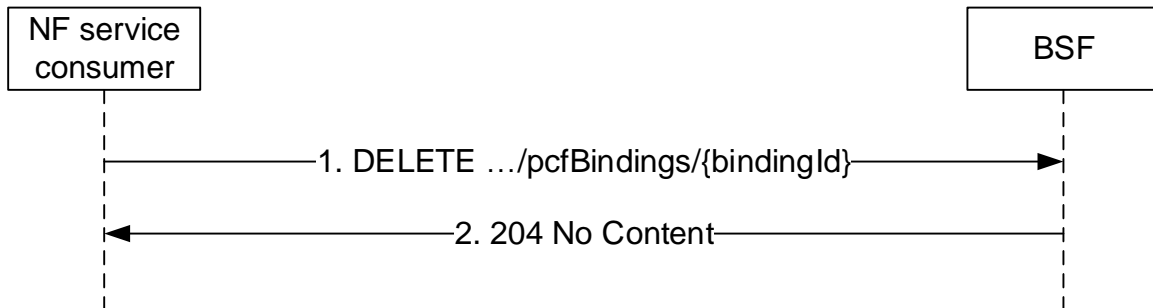 NF service
consumer
BSF
1. DELETE …/pcfBindings/{bindingId}
2. 204 No Content